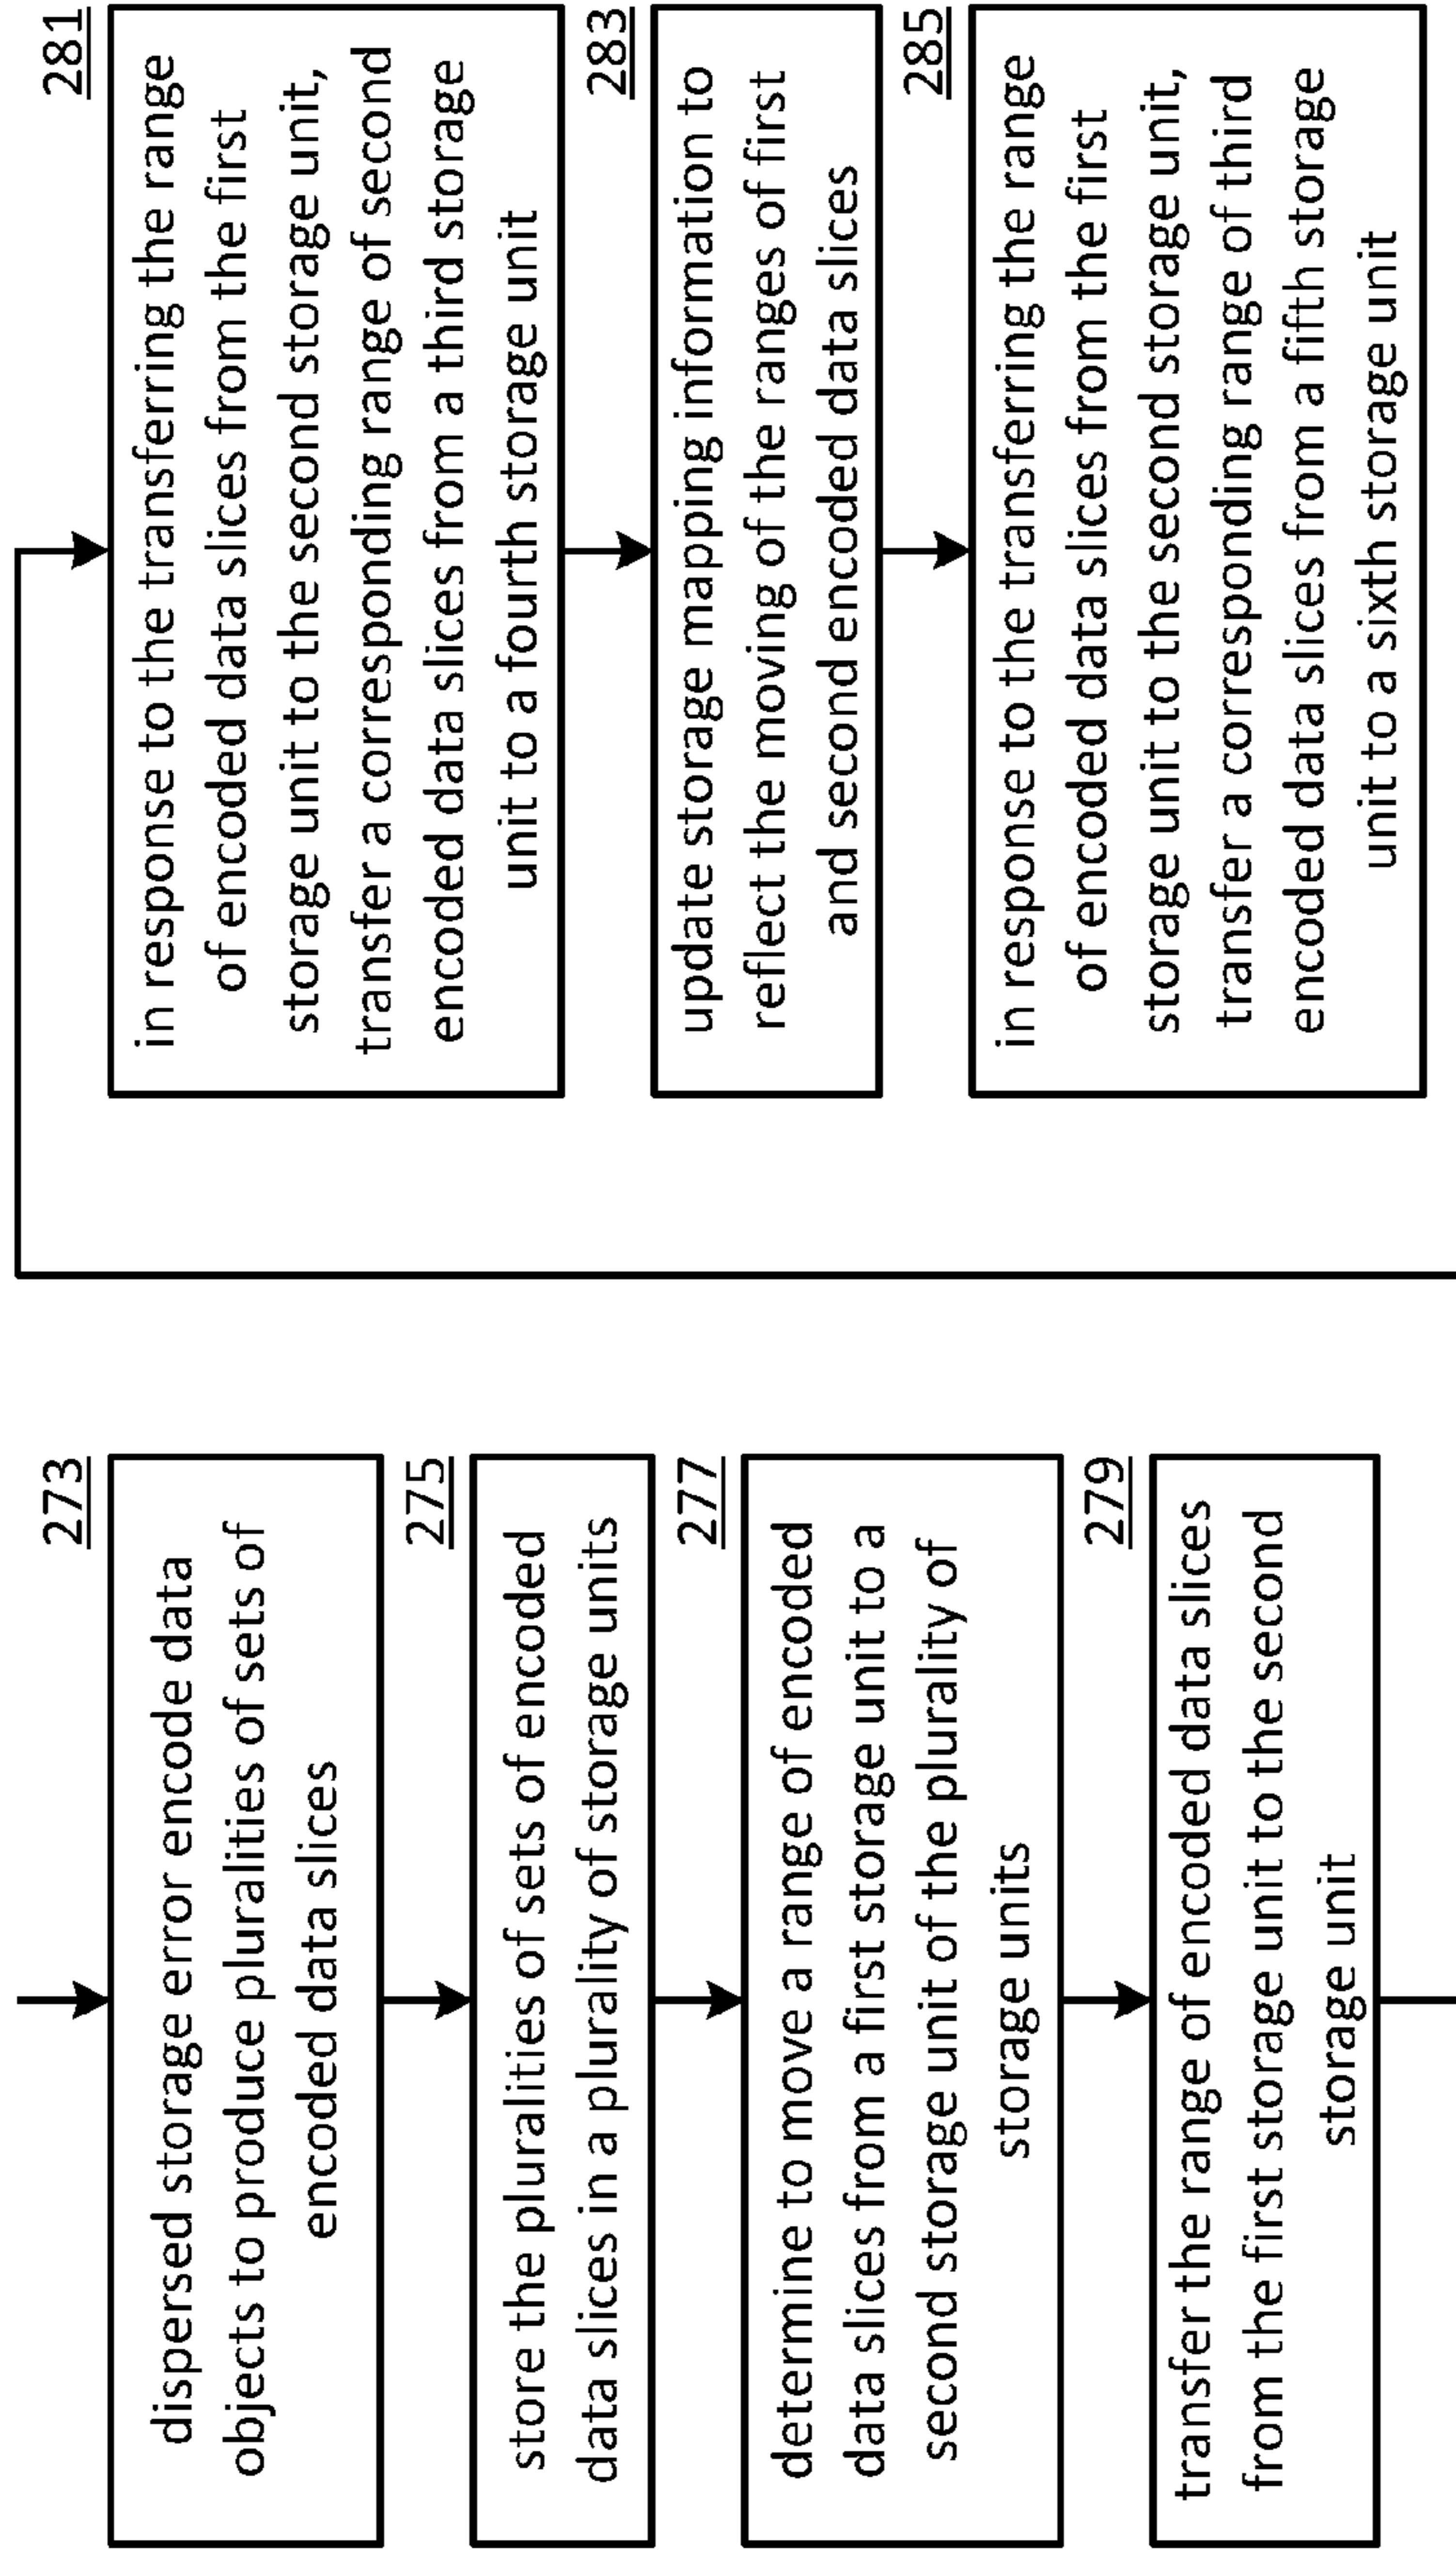 273
dispersed storage error encode data
objects to produce pluralities of sets of
encoded data slices
275
store the pluralities of sets of encoded
data slices in a plurality of storage units
277
determine to move a range of encoded
data slices from a first storage unit to a
second storage unit of the plurality of
storage units
279
transfer the range of encoded data slices
from the first storage unit to the second
storage unit
281
in response to the transferring the range
of encoded data slices from the first
storage unit to the second storage unit,
transfer a corresponding range of second
encoded data slices from a third storage
unit to a fourth storage unit
283
update storage mapping information to
reflect the moving of the ranges of first
and second encoded data slices
285
in response to the transferring the range
of encoded data slices from the first
storage unit to the second storage unit,
transfer a corresponding range of third
encoded data slices from a fifth storage
unit to a sixth storage unit